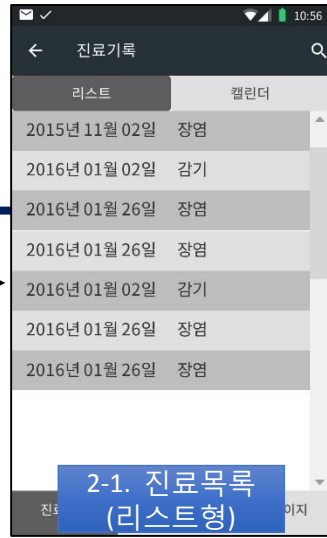 10:56
진료기록
리스트 캘린더
2015년 11월 02일 장염
2016년 01월 02일 감기
2016년 01월 26일 장염
2016년 01월 26일 장염
2016년 01월 02일 감기
2016년 01월 26일 장염
2016년 01월 26일 장염
2-1. 진료목록
(리스트형)